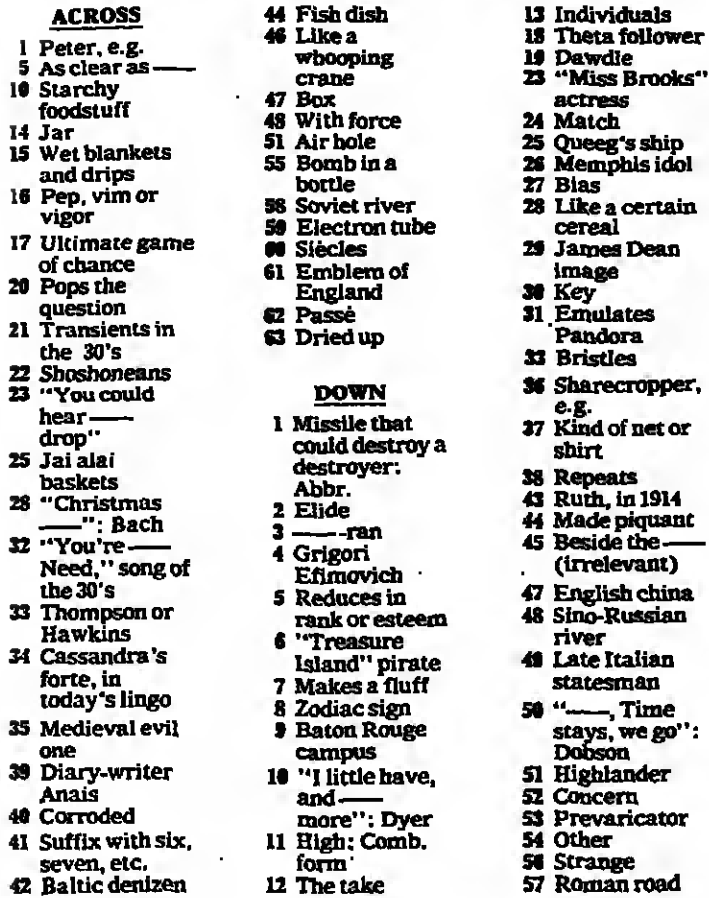 ACROSS
1 Peter, e.g.
5 As clear as ——
10 Starchy
foodstuff
14 Jar
15 Wet blankets
and drips
16 Pep, vim or
vigor
17 Ultimate game
of chance
20 Pops the
question
21 Transients in
the 30's
22 Shoshoneans
23 "You could
hear ——
drop"
25 Jai alai
baskets
28 "Christmas
——": Bach
32 "You're ——
Need," song of
the 30's
33 Thompson or
Hawkins
34 Cassandra's
forte, in
today's lingo
35 Medieval evil
one
39 Diary-writer
Anais
40 Corroded
41 Suffix with six,
seven, etc.
42 Baltic denizen
44 Fish dish
46 Like a
whooping
crane
47 Box
48 With force
51 Air hole
55 Bomb in a
bottle
58 Soviet river
59 Electron tube
60 Siècles
61 Emblem of
England
62 Passé
63 Dried up
DOWN
1 Missile that
could destroy a
destroyer:
Abbr.
2 Elide
3 ——-ran
4 Grigori
Efimovich
5 Reduces in
rank or esteem
6 "Treasure
Island" pirate
7 Makes a fluff
8 Zodiac sign
9 Baton Rouge
campus
10 "I little have,
and ——
more": Dyer
11 High: Comb.
form
12 The take
13 Individuals
18 Theta follower
19 Dawdle
23 "Miss Brooks"
actress
24 Match
25 Queeg's ship
26 Memphis idol
27 Bias
28 Like a certain
cereal
29 James Dean
image
30 Key
31 Emulates
Pandora
33 Bristles
36 Sharecropper,
e.g.
37 Kind of net or
shirt
38 Repeats
43 Ruth, in 1914
44 Made piquant
45 Beside the ——
(irrelevant)
47 English china
48 Sino-Russian
river
49 Late Italian
statesman
50 "——, Time
stays, we go":
Dobson
51 Highlander
52 Concern
53 Prevaricator
54 Other
56 Strange
57 Roman road